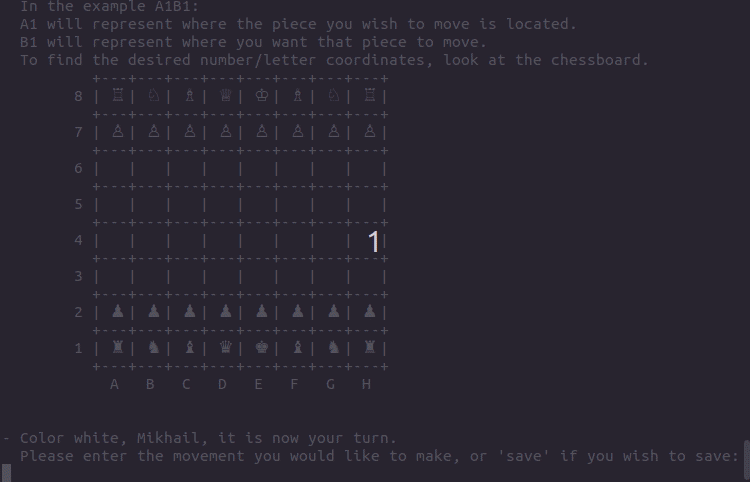 In the example A1B1:
A1 will represent where the piece you wish to move is located.
B1 will represent where you want that piece to move.
To find the desired number/letter coordinates, look at the chessboard.
+---+---+---+---+---+---+---+---+
8 | ♖ | ♘ | ♗ | ♕ | ♔ | ♗ | ♘ | ♖ |
+---+---+---+---+---+---+---+---+
7 | ♙ | ♙ | ♙ | ♙ | ♙ | ♙ | ♙ | ♙ |
+---+---+---+---+---+---+---+---+
6 |   |   |   |   |   |   |   |   |
+---+---+---+---+---+---+---+---+
5 |   |   |   |   |   |   |   |   |
+---+---+---+---+---+---+---+---+
4 |   |   |   |   |   |   |   | 1 |
+---+---+---+---+---+---+---+---+
3 |   |   |   |   |   |   |   |   |
+---+---+---+---+---+---+---+---+
2 | ♟ | ♟ | ♟ | ♟ | ♟ | ♟ | ♟ | ♟ |
+---+---+---+---+---+---+---+---+
1 | ♜ | ♞ | ♝ | ♛ | ♚ | ♝ | ♞ | ♜ |
+---+---+---+---+---+---+---+---+
A B C D E F G H
- Color white, Mikhail, it is now your turn.
Please enter the movement you would like to make, or 'save' if you wish to save: